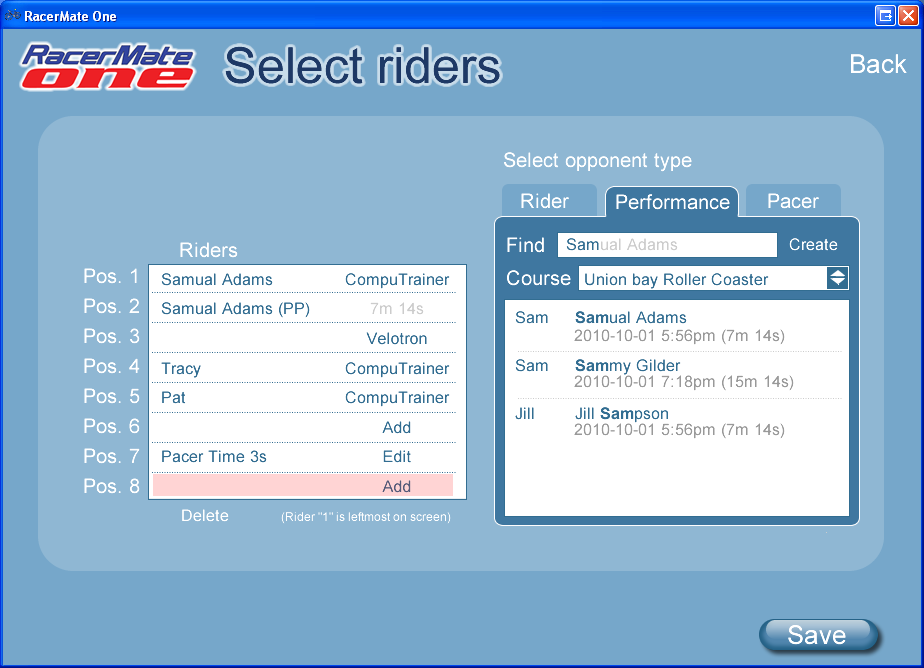 RacerMate One
RacerMate
one
Select riders
Back
Select opponent type
Rider
Performance
Pacer
Find
Samual Adams
Create
Course
Union bay Roller Coaster
Sam
Samual Adams
2010-10-01 5:56pm (7m 14s)
Sam
Sammy Gilder
2010-10-01 7:18pm (15m 14s)
Jill
Jill Sampson
2010-10-01 5:56pm (7m 14s)
Riders
Pos. 1 Samual Adams CompuTrainer
Pos. 2 Samual Adams (PP) 7m 14s
Pos. 3 Velotron
Pos. 4 Tracy CompuTrainer
Pos. 5 Pat CompuTrainer
Pos. 6 Add
Pos. 7 Pacer Time 3s Edit
Pos. 8 Add
Delete
(Rider "1" is leftmost on screen)
Save